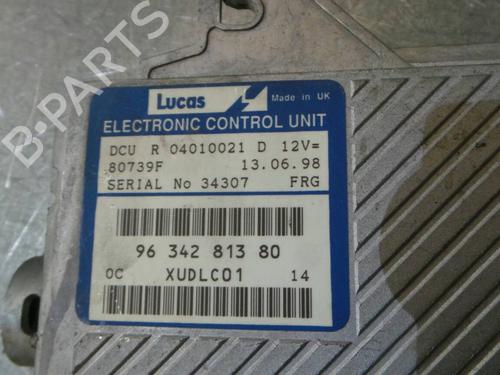 B-PARTS
Lucas Made in UK
ELECTRONIC CONTROL UNIT
DCU R 04010021 D 12V=
80739F 13.06.98
SERIAL No 34307 FRG
96 342 813 80
OC XUDLC01 14